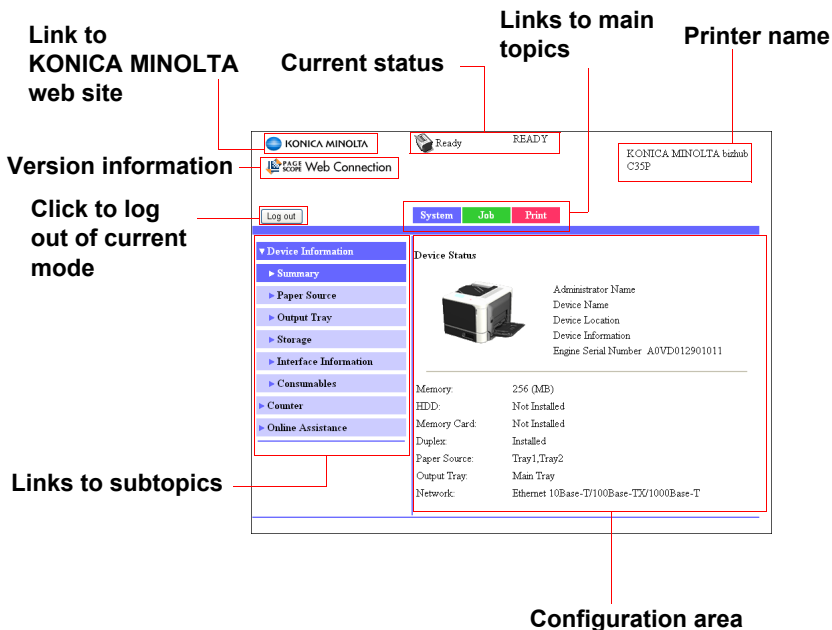 Link to
KONICA MINOLTA
web site
Current status
Links to main
topics
Printer name
Version information
Click to log
out of current
mode
Links to subtopics
Configuration area
KONICA MINOLTA
PAGE
SCOPE Web Connection
Ready
READY
KONICA MINOLTA bizhub
C35P
Log out
System
Job
Print
▼Device Information
►Summary
►Paper Source
►Output Tray
►Storage
►Interface Information
►Consumables
►Counter
►Online Assistance
Device Status
Administrator Name
Device Name
Device Location
Device Information
Engine Serial Number A0VD012901011
Memory: 256 (MB)
HDD: Not Installed
Memory Card: Not Installed
Duplex: Installed
Paper Source: Tray1,Tray2
Output Tray: Main Tray
Network: Ethernet 10Base-T/100Base-TX/1000Base-T